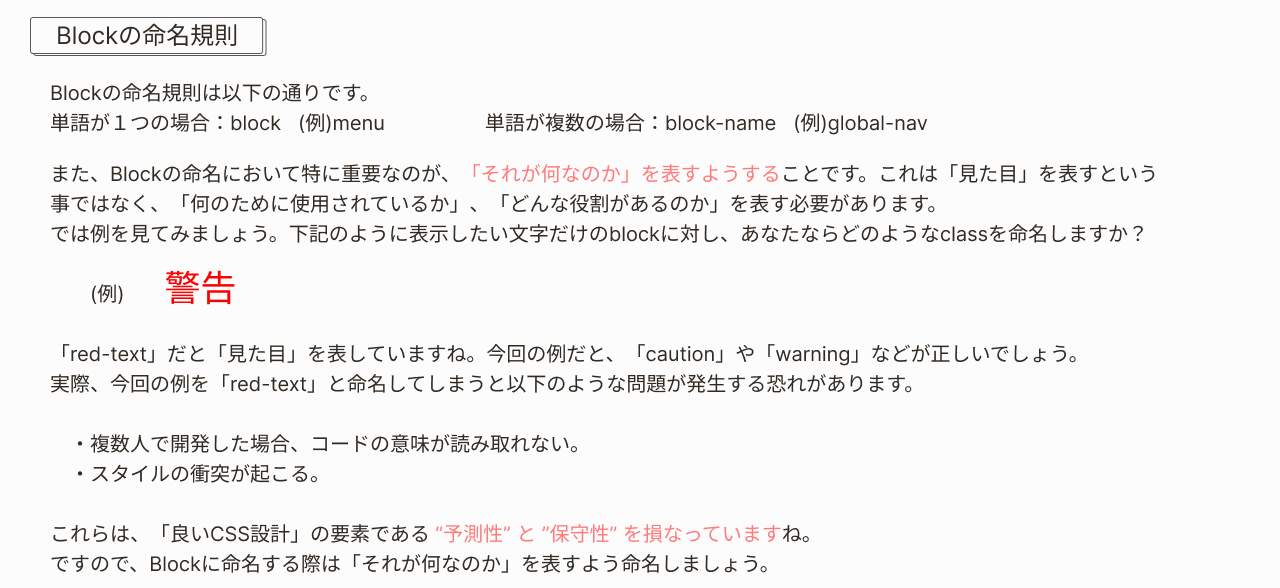 Blockの命名規則
Blockの命名規則は以下の通りです。
単語が１つの場合：block (例)menu 単語が複数の場合：block-name (例)global-nav
また、Blockの命名において特に重要なのが、「それが何なのか」を表すようすることです。これは「見た目」を表すという
事ではなく、「何のために使用されているか」、「どんな役割があるのか」を表す必要があります。
では例を見てみましょう。下記のように表示したい文字だけのblockに対し、あなたならどのようなclassを命名しますか？
(例) 警告
「red-text」だと「見た目」を表していますね。今回の例だと、「caution」や「warning」などが正しいでしょう。
実際、今回の例を「red-text」と命名してしまうと以下のような問題が発生する恐れがあります。
・複数人で開発した場合、コードの意味が読み取れない。
・スタイルの衝突が起こる。
これらは、「良いCSS設計」の要素である ”予測性” と ”保守性” を損なっていますね。
ですので、Blockに命名する際は「それが何なのか」を表すよう命名しましょう。